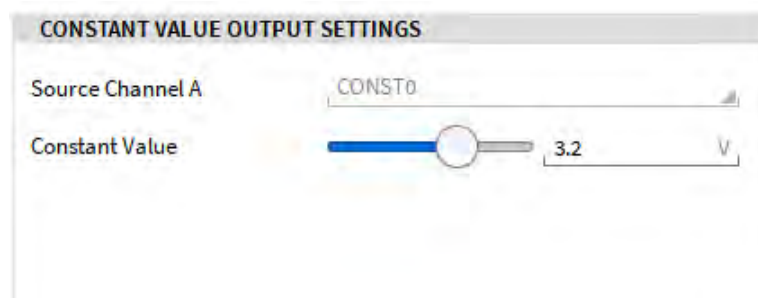 CONSTANT VALUE OUTPUT SETTINGS
Source Channel A CONST0
Constant Value 3.2 V